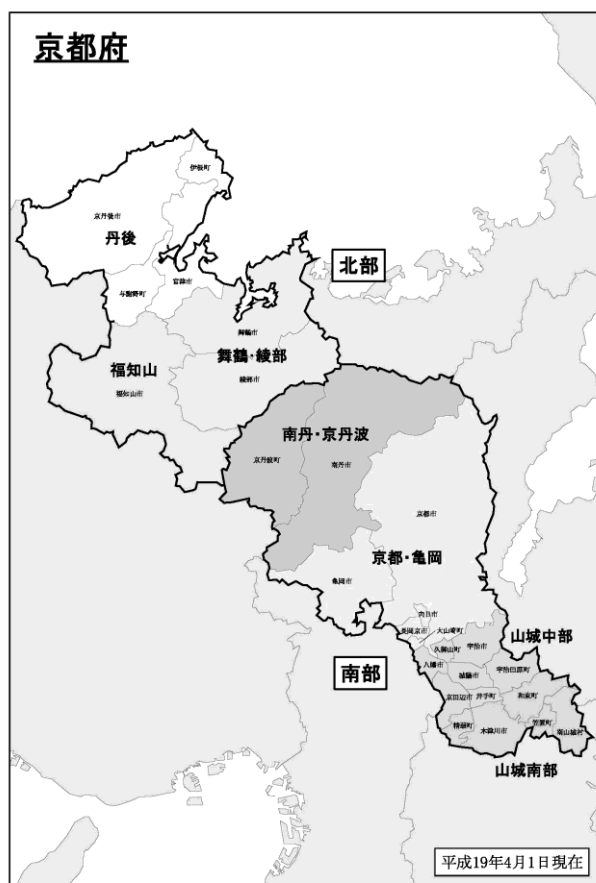 京都府
伊根町
京丹後市
丹後
宮津市
与謝野町
北部
舞鶴市
舞鶴・綾部
福知山
綾部市
福知山市
南丹・京丹波
京丹波町
南丹市
京都市
京都・亀岡
亀岡市
向日市
長岡京市
大山崎町
山城中部
久御山町
宇治市
八幡市
南部
城陽市
宇治田原町
京田辺市
井手町
和束町
精華町
木津川市
笠置町
南山城村
山城南部
平成19年4月1日現在